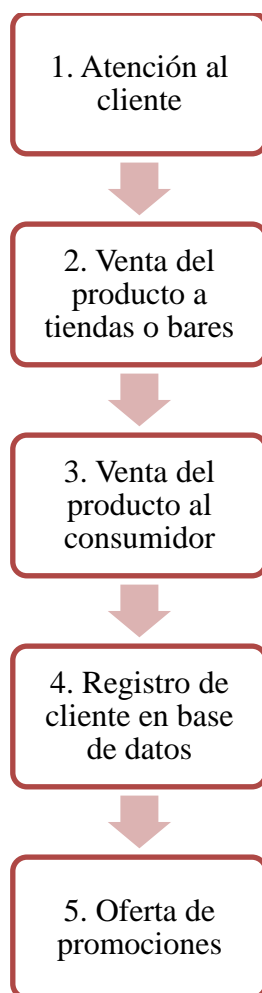 1. Atención al
cliente
2. Venta del
producto a
tiendas o bares
3. Venta del
producto al
consumidor
4. Registro de
cliente en base
de datos
5. Oferta de
promociones